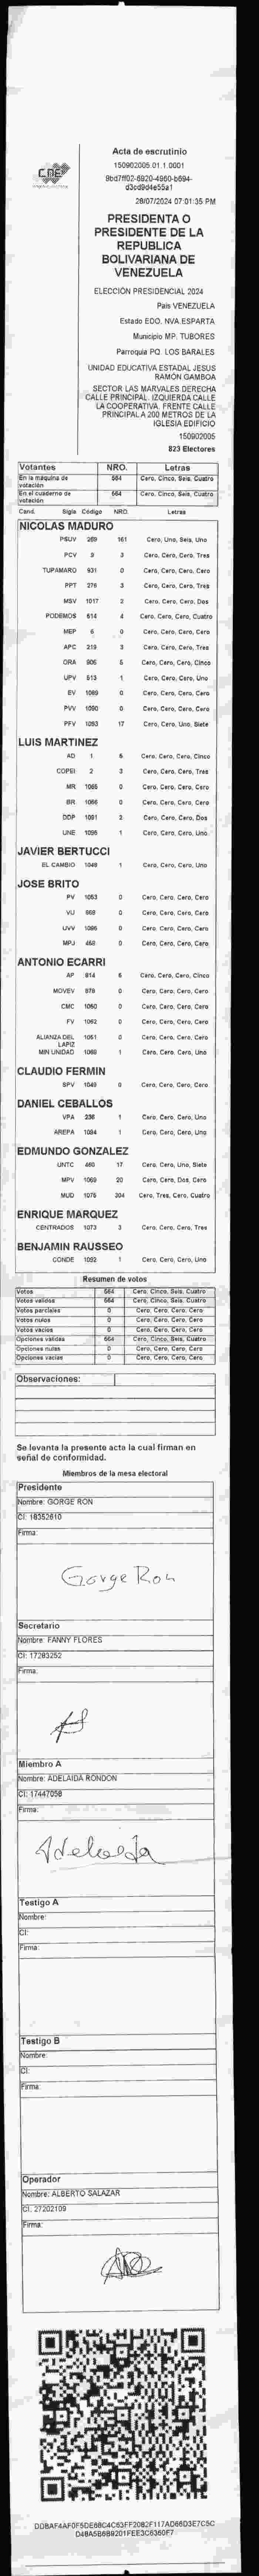 CNE
Acta de escrutinio
150902005.01.1.0001
28/07/2024 07:01:35 PM
PRESIDENTA O
PRESIDENTE DE LA
REPUBLICA
BOLIVARIANA DE
VENEZUELA
ELECCIÓN PRESIDENCIAL 2024
País VENEZUELA
Estado EDO. NVA.ESPARTA
Municipio MP. TUBORES
Parroquia PQ. LOS BARALES
UNIDAD EDUCATIVA ESTADAL JESUS
RAMÓN GAMBOA
SECTOR LAS MARVALES DERECHA
CALLE PRINCIPAL. IZQUIERDA CALLE
LA COOPERATIVA. FRENTE CALLE
PRINCIPAL A 200 METROS DE LA
IGLESIA EDIFICIO
150902005
823 Electores
Votantes NRO. Letras
En la máquina de votación 564 Cero, Cinco, Seis, Cuatro
En el cuaderno de votación 564 Cero, Cinco, Seis, Cuatro
Cand. Sigla Código NRO. Letras
NICOLAS MADURO
PSUV 269 161 Cero, Uno, Seis, Uno
PCV 9 3 Cero, Cero, Cero, Tres
TUPAMARO 931 0 Cero, Cero, Cero, Cero
PPT 276 3 Cero, Cero, Cero, Tres
MSV 1017 2 Cero, Cero, Cero, Dos
PODEMOS 614 4 Cero, Cero, Cero, Cuatro
MEP 6 0 Cero, Cero, Cero, Cero
APC 219 3 Cero, Cero, Cero, Tres
ORA 906 5 Cero, Cero, Cero, Cinco
UPV 513 1 Cero, Cero, Cero, Uno
EV 1089 0 Cero, Cero, Cero, Cero
PVV 1090 0 Cero, Cero, Cero, Cero
PFV 1093 17 Cero, Cero, Uno, Siete
LUIS MARTINEZ
AD 1 5 Cero, Cero, Cero, Cinco
COPEI 2 3 Cero, Cero, Cero, Tres
MR 1065 0 Cero, Cero, Cero, Cero
BR 1066 0 Cero, Cero, Cero, Cero
DDP 1091 2 Cero, Cero, Cero, Dos
UNE 1095 1 Cero, Cero, Cero, Uno
JAVIER BERTUCCI
EL CAMBIO 1048 1 Cero, Cero, Cero, Uno
JOSE BRITO
PV 1053 0 Cero, Cero, Cero, Cero
VU 968 0 Cero, Cero, Cero, Cero
UVV 1086 0 Cero, Cero, Cero, Cero
MPJ 458 0 Cero, Cero, Cero, Cero
ANTONIO ECARRI
AP 814 5 Cero, Cero, Cero, Cinco
MOVEV 979 0 Cero, Cero, Cero, Cero
CMC 1050 0 Cero, Cero, Cero, Cero
FV 1062 0 Cero, Cero, Cero, Cero
ALIANZA DEL LAPIZ 1051 0 Cero, Cero, Cero, Cero
MIN UNIDAD 1069 1 Cero, Cero, Cero, Uno
CLAUDIO FERMIN
SPV 1049 0 Cero, Cero, Cero, Cero
DANIEL CEBALLOS
VPA 236 1 Cero, Cero, Cero, Uno
AREPA 1084 1 Cero, Cero, Cero, Uno
EDMUNDO GONZALEZ
UNTC 460 17 Cero, Cero, Uno, Siete
MPV 1069 20 Cero, Cero, Dos, Cero
MUD 1075 304 Cero, Tres, Cero, Cuatro
ENRIQUE MARQUEZ
CENTRADOS 1073 3 Cero, Cero, Cero, Tres
BENJAMIN RAUSSEO
CONDE 1092 1 Cero, Cero, Cero, Uno
Resumen de votos
Votos 564 Cero, Cinco, Seis, Cuatro
Votos validos 564 Cero, Cinco, Seis, Cuatro
Votos parciales 0 Cero, Cero, Cero, Cero
Votos nulos 0 Cero, Cero, Cero, Cero
Votos vacios 0 Cero, Cero, Cero, Cero
Opciones validas 564 Cero, Cinco, Seis, Cuatro
Opciones nulas 0 Cero, Cero, Cero, Cero
Opciones vacias 0 Cero, Cero, Cero, Cero
Observaciones:
Se levanta la presente acta la cual firman en
señal de conformidad.
Miembros de la mesa electoral
Presidente
Nombre: GORGE RON
CI: 18352610
Firma:
Gorge Ron
Secretario
Nombre: FANNY FLORES
CI: 17283252
Firma:
Miembro A
Nombre: ADELAIDA RONDON
CI: 17447058
Firma:
Adelaida
Testigo A
Nombre:
CI:
Firma:
Testigo B
Nombre:
CI:
Firma:
Operador
Nombre: ALBERTO SALAZAR
CI: 27202109
Firma: